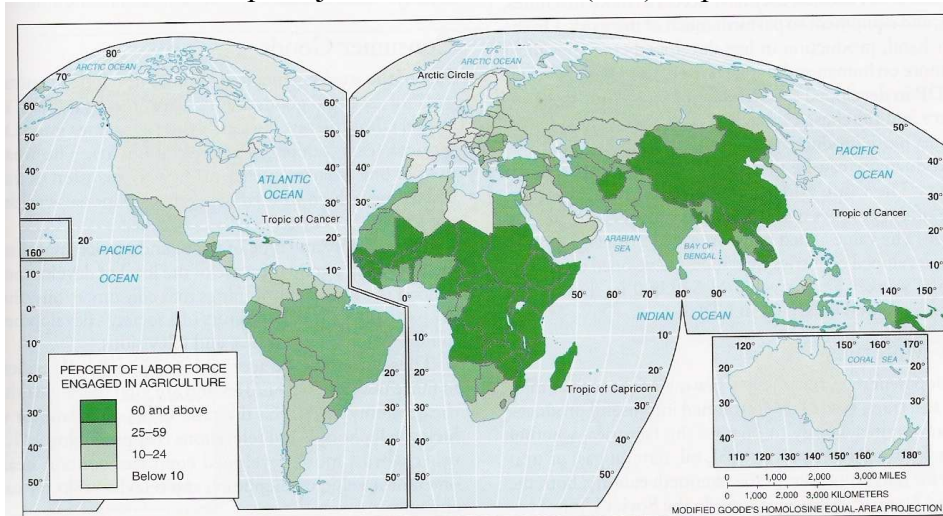 80°
ARCTIC OCEAN
70°
60°
60°
50°
50°
40°
40°
30°
30°
20°
20°
160°
10°
10°
0°
0°
10°
10°
20°
20°
30°
30°
40°
40°
50°
50°
ATLANTIC
OCEAN
Tropic of Cancer
PACIFIC
OCEAN
ARCTIC OCEAN
Arctic Circle
60°
50°
50°
40°
40°
PACIFIC
OCEAN
30°
30°
Tropic of Cancer
20°
ARABIAN
SEA
BAY OF
BENGAL
10°
50°
60°
70°
80°
90°
140°
150°
0°
INDIAN
OCEAN
10°
20°
Tropic of Capricorn
30°
40°
50°
PERCENT OF LABOR FORCE
ENGAGED IN AGRICULTURE
60 and above
25–59
10–24
Below 10
120°
150°
160°
170°
CORAL SEA
20°
20°
30°
30°
40°
40°
110°
120°
130°
140°
150°
180°
0
1,000
2,000
3,000 MILES
0
1,000
2,000
3,000 KILOMETERS
MODIFIED GOODE'S HOMOLOSINE EQUAL-AREA PROJECTION